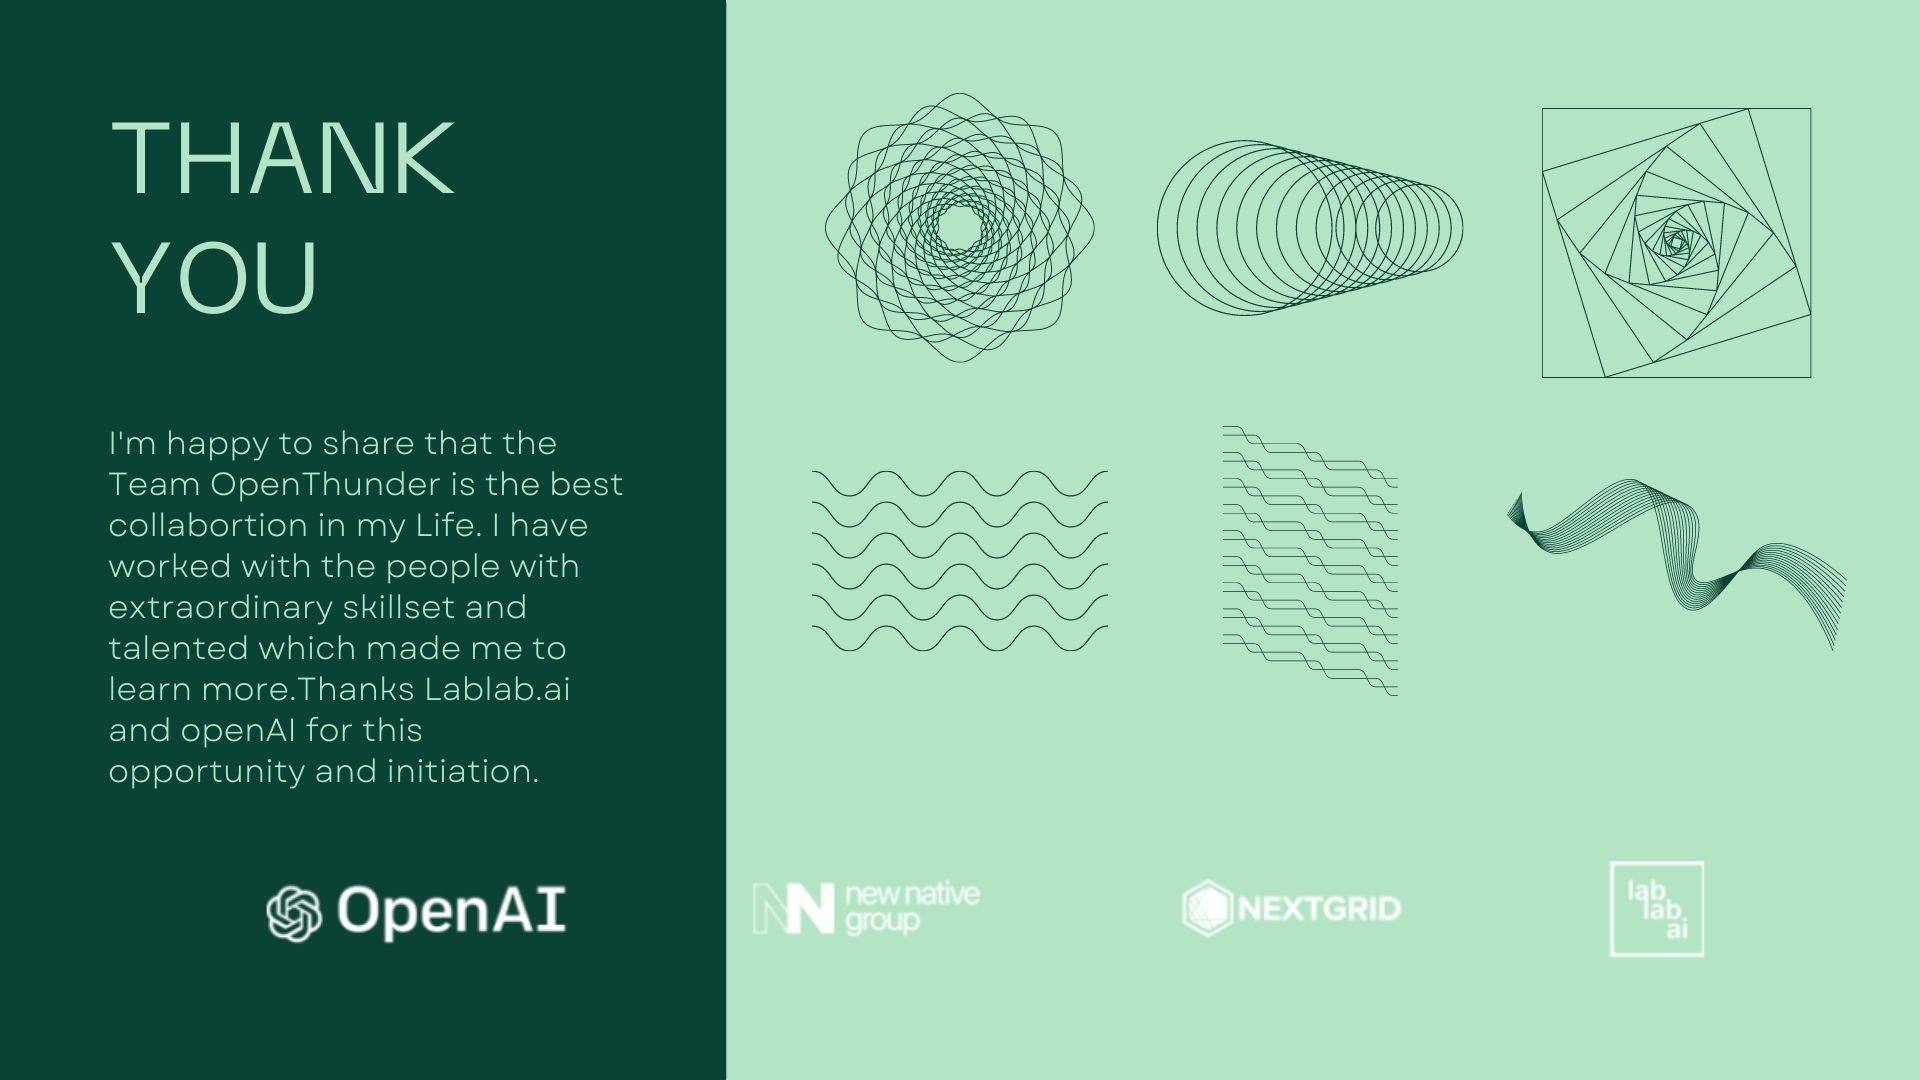 THANK
YOU
I'm happy to share that the
Team OpenThunder is the best
collabortion in my Life. I have
worked with the people with
extraordinary skillset and
talented which made me to
learn more.Thanks Lablab.ai
and openAI for this
opportunity and initiation.
OpenAI
NN new native
group
NEXTGRID
lab
lab
ai